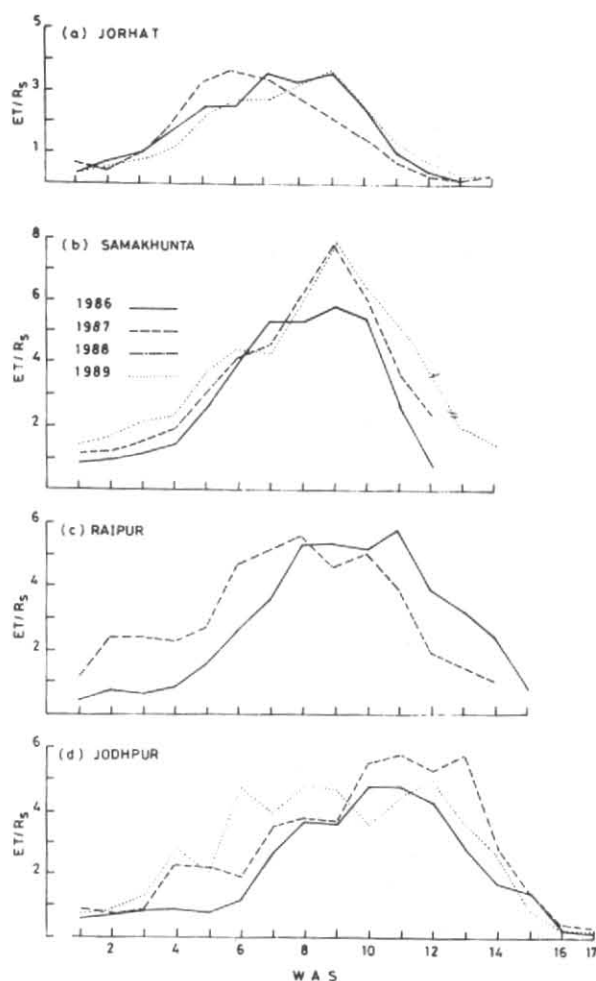 (a) JORHAT
5
3
1
ET/Rs
(b) SAMAKHUNTA
8
6
4
2
ET/Rs
1986
1987
1988
1989
(c) RAIPUR
6
4
2
ET/Rs
(d) JODHPUR
6
4
2
ET/Rs
2 4 6 8 10 12 14 16 17
W A S